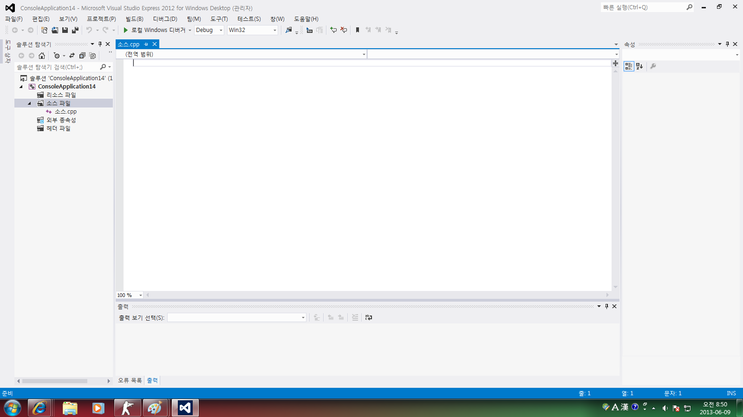 ConsoleApplication14 – Microsoft Visual Studio Express 2012 for Windows Desktop (관리자)
빠른 실행(Ctrl+Q)
파일(F) 편집(E) 보기(V) 프로젝트(P) 빌드(B) 디버그(D) 팀(M) 도구(T) 테스트(S) 창(W) 도움말(H)
로컬 Windows 디버거 Debug Win32
솔루션 탐색기
솔루션 탐색기 검색(Ctrl+;)
솔루션 'ConsoleApplication14' (1
ConsoleApplication14
리소스 파일
소스 파일
소스.cpp
외부 종속성
헤더 파일
소스.cpp
(전역 범위)
100 %
출력
출력 보기 선택(S):
오류 목록 출력
속성
준비 줄: 1 열: 1 문자: 1 INS
A 漢
오전 8:50
2013-06-09